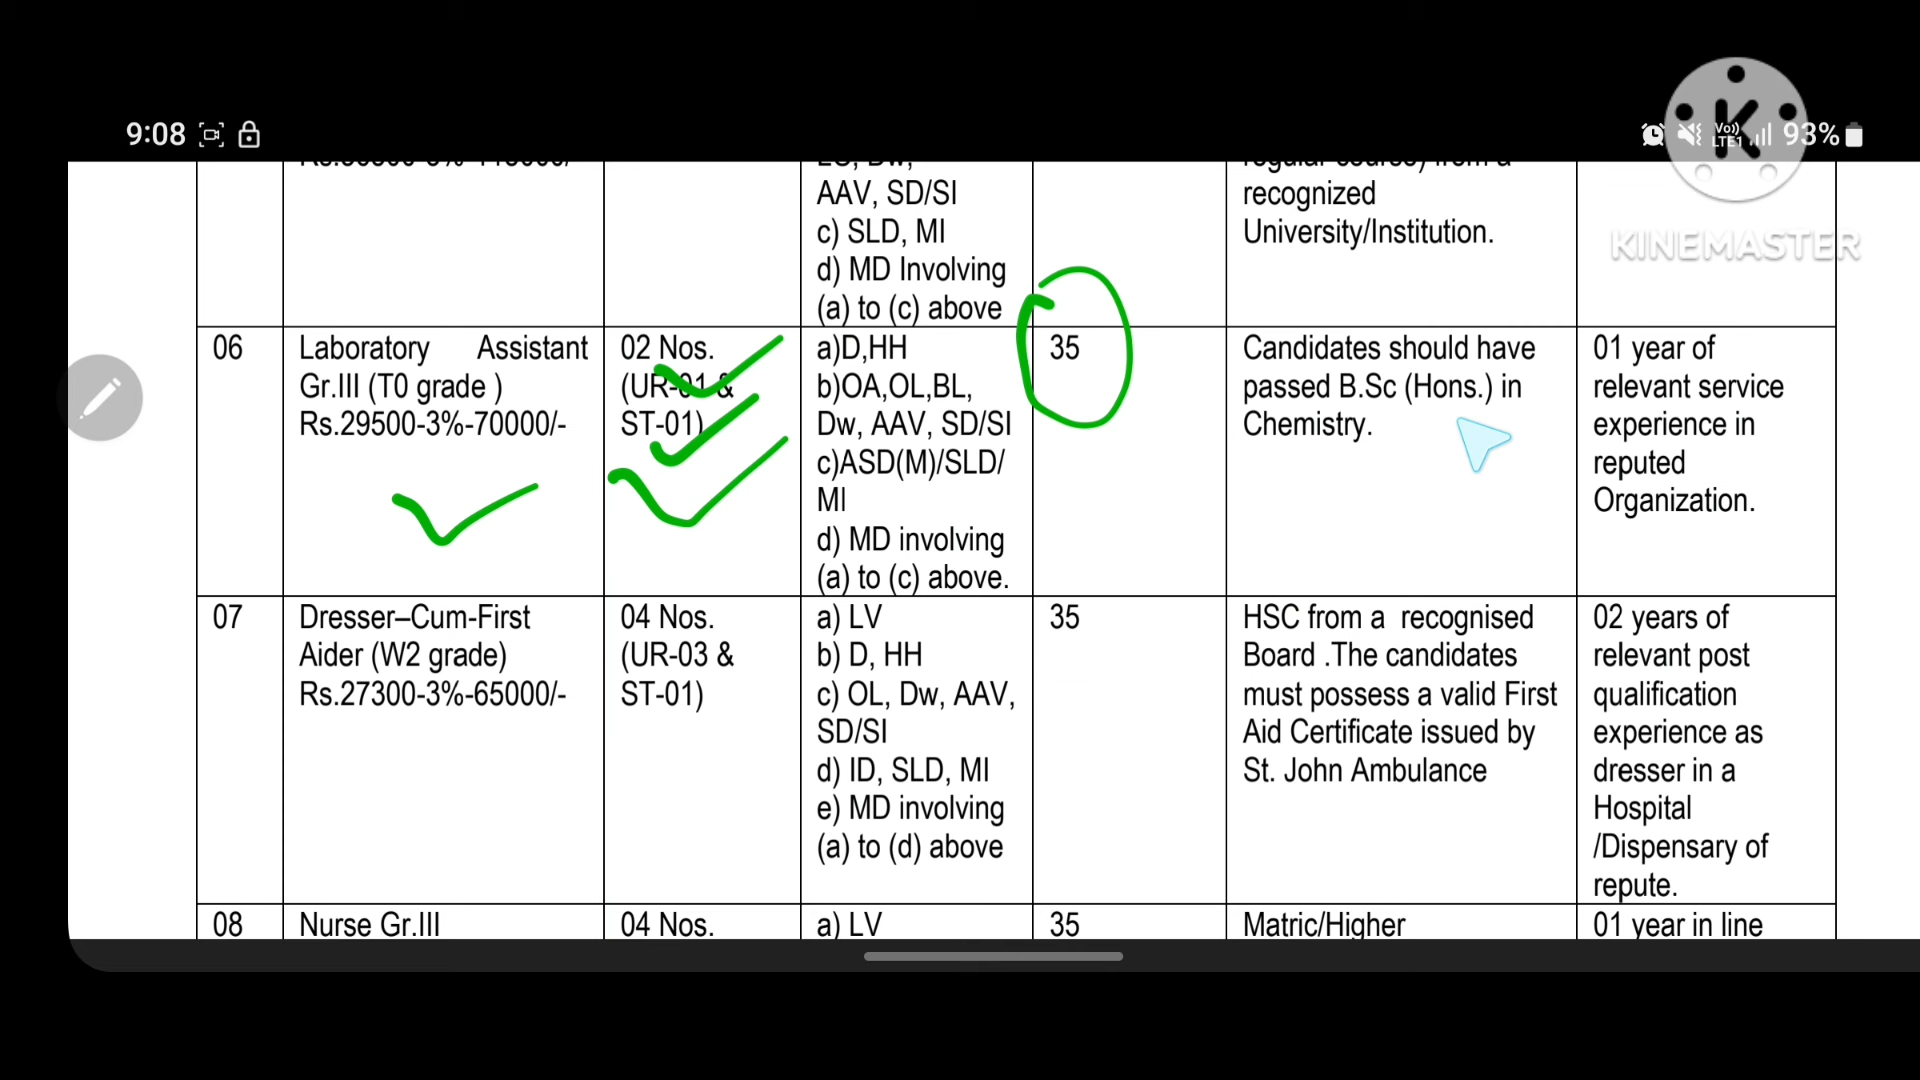 9:08
Vo)
LTE1
93%
KINEMASTER
AAV, SD/SI
c) SLD, MI
d) MD Involving
(a) to (c) above
recognized
University/Institution.
06
Laboratory Assistant
Gr.III (T0 grade )
Rs.29500-3%-70000/-
02 Nos.
(UR-01 &
ST-01)
a)D,HH
b)OA,OL,BL,
Dw, AAV, SD/SI
c)ASD(M)/SLD/
MI
d) MD involving
(a) to (c) above.
35
Candidates should have
passed B.Sc (Hons.) in
Chemistry.
01 year of
relevant service
experience in
reputed
Organization.
07
Dresser–Cum-First
Aider (W2 grade)
Rs.27300-3%-65000/-
04 Nos.
(UR-03 &
ST-01)
a) LV
b) D, HH
c) OL, Dw, AAV,
SD/SI
d) ID, SLD, MI
e) MD involving
(a) to (d) above
35
HSC from a recognised
Board .The candidates
must possess a valid First
Aid Certificate issued by
St. John Ambulance
02 years of
relevant post
qualification
experience as
dresser in a
Hospital
/Dispensary of
repute.
08
Nurse Gr.III
04 Nos.
a) LV
35
Matric/Higher
01 year in line